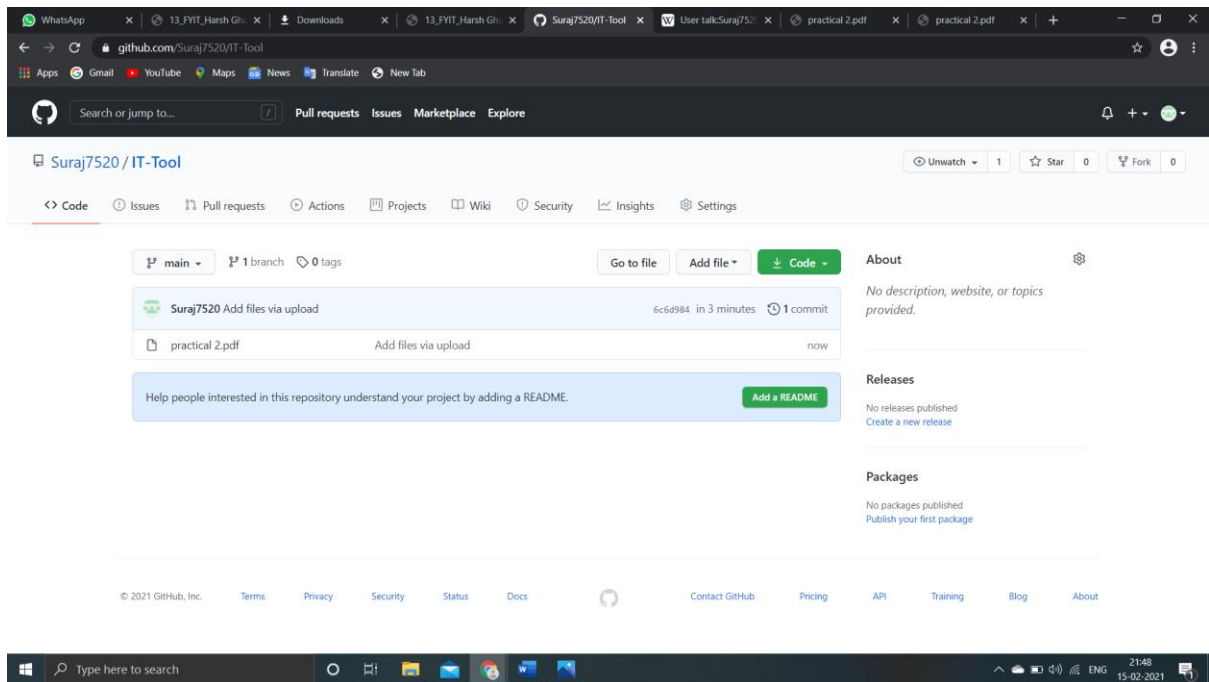 WhatsApp 13_FYIT_Harsh Gh Downloads 13_FYIT_Harsh Gh Suraj7520/IT-Tool User talk:Suraj752 practical 2.pdf practical 2.pdf
github.com/Suraj7520/IT-Tool
Apps Gmail YouTube Maps News Translate New Tab
Search or jump to... / Pull requests Issues Marketplace Explore
Suraj7520 / IT-Tool Unwatch 1 Star 0 Fork 0
Code Issues Pull requests Actions Projects Wiki Security Insights Settings
main 1 branch 0 tags Go to file Add file Code About
No description, website, or topics
provided.
Suraj7520 Add files via upload 6c6d984 in 3 minutes 1 commit
practical 2.pdf Add files via upload now
Help people interested in this repository understand your project by adding a README. Add a README
Releases
No releases published
Create a new release
Packages
No packages published
Publish your first package
© 2021 GitHub, Inc. Terms Privacy Security Status Docs Contact GitHub Pricing API Training Blog About
Type here to search ENG 21:48
15-02-2021